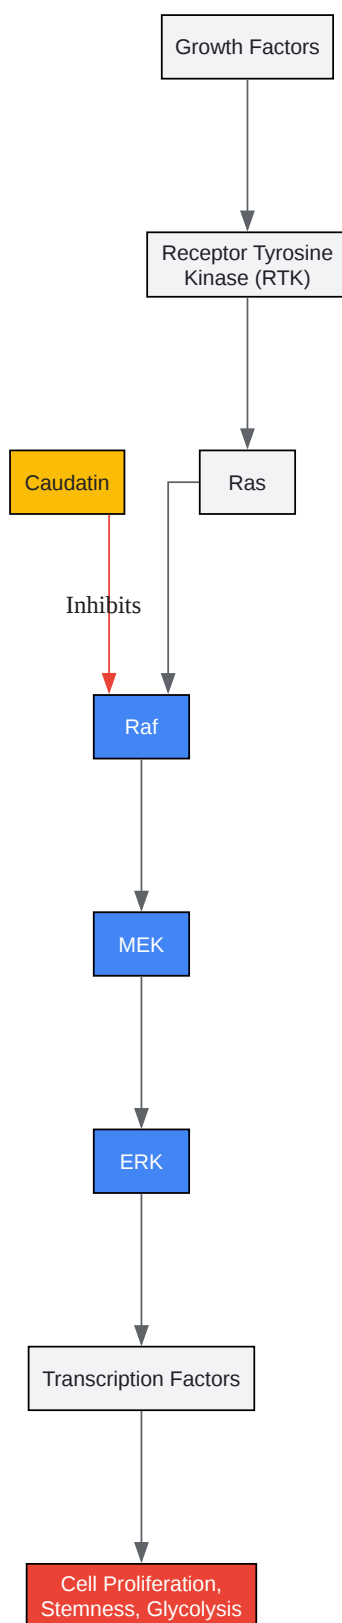 Growth Factors
Receptor Tyrosine
Kinase (RTK)
Caudatin
Ras
Inhibits
Raf
MEK
ERK
Transcription Factors
Cell Proliferation,
Stemness, Glycolysis